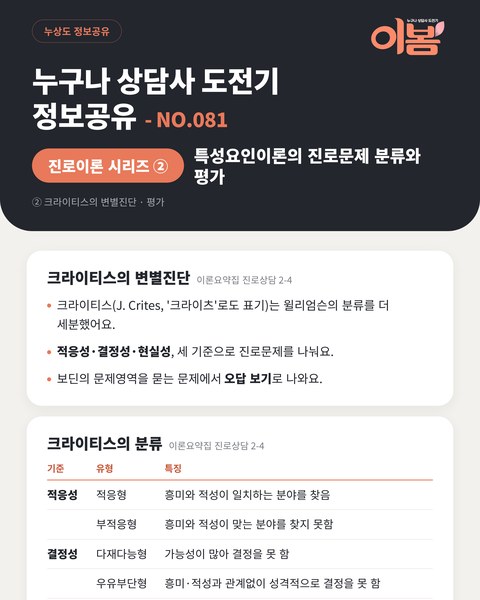 누상도 정보공유
누구나 상담사 도전기
이봄
누구나 상담사 도전기
정보공유 - NO.081
진로이론 시리즈 ②
특성요인이론의 진로문제 분류와
평가
② 크라이티스의 변별진단 · 평가
크라이티스의 변별진단 이론요약집 진로상담 2-4
• 크라이티스(J. Crites, '크라이츠'로도 표기)는 윌리엄슨의 분류를 더
세분했어요.
• 적응성·결정성·현실성, 세 기준으로 진로문제를 나눠요.
• 보딘의 문제영역을 묻는 문제에서 오답 보기로 나와요.
크라이티스의 분류 이론요약집 진로상담 2-4
기준 유형 특징
적응성 적응형 흥미와 적성이 일치하는 분야를 찾음
부적응형 흥미와 적성이 맞는 분야를 찾지 못함
결정성 다재다능형 가능성이 많아 결정을 못 함
우유부단형 흥미·적성과 관계없이 성격적으로 결정을 못 함